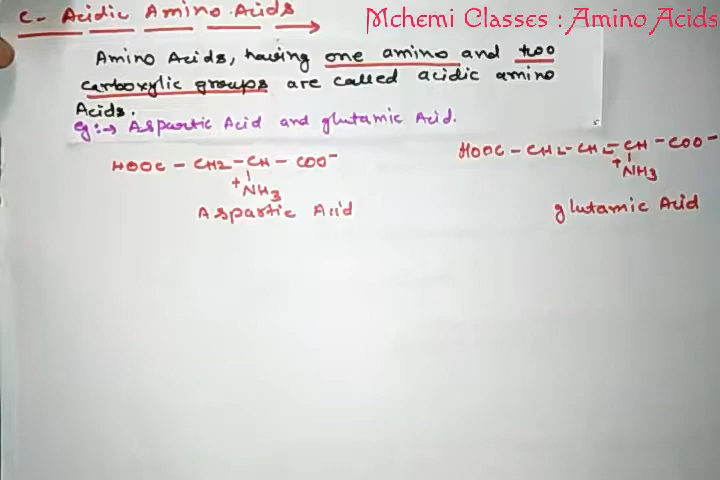 C - Acidic Amino Acids
Mchemi Classes : Amino Acids
Amino Acids, having one amino and two
carboxylic groups are called acidic amino
Acids.
eg:→ Aspartic Acid and glutamic Acid.
HOOC - CH2 - CH - COO⁻
+NH3
Aspartic Acid
HOOC - CH2 - CH2 - CH - COO⁻
+NH3
glutamic Acid